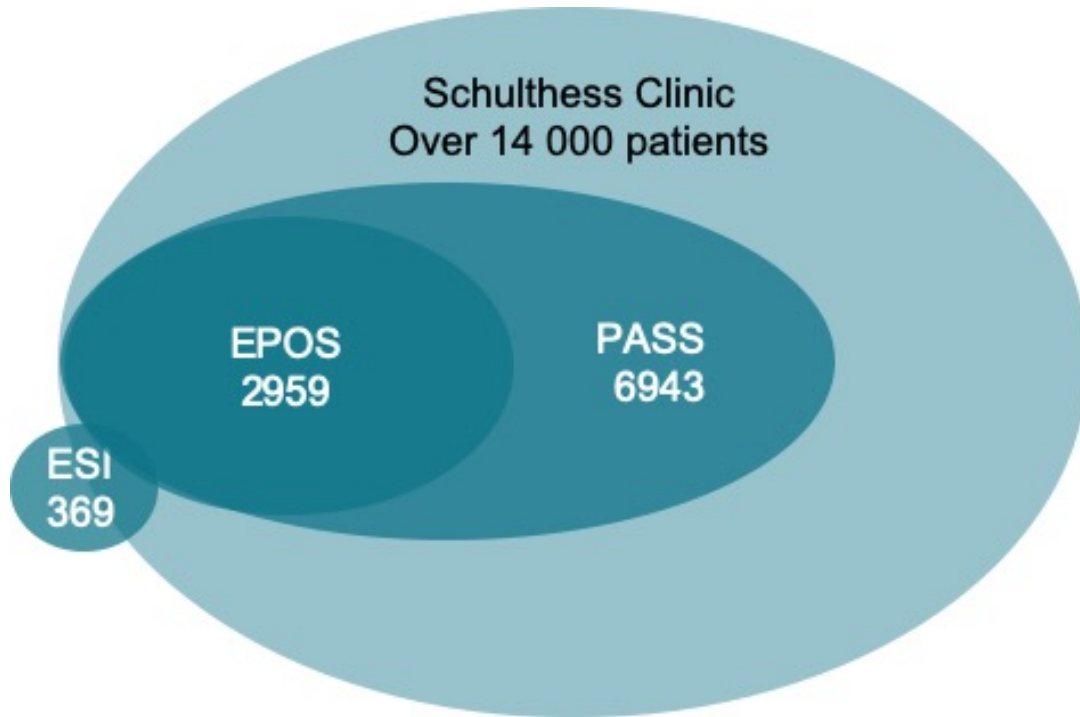 Schulthess Clinic
Over 14 000 patients
EPOS
2959
PASS
6943
ESI
369